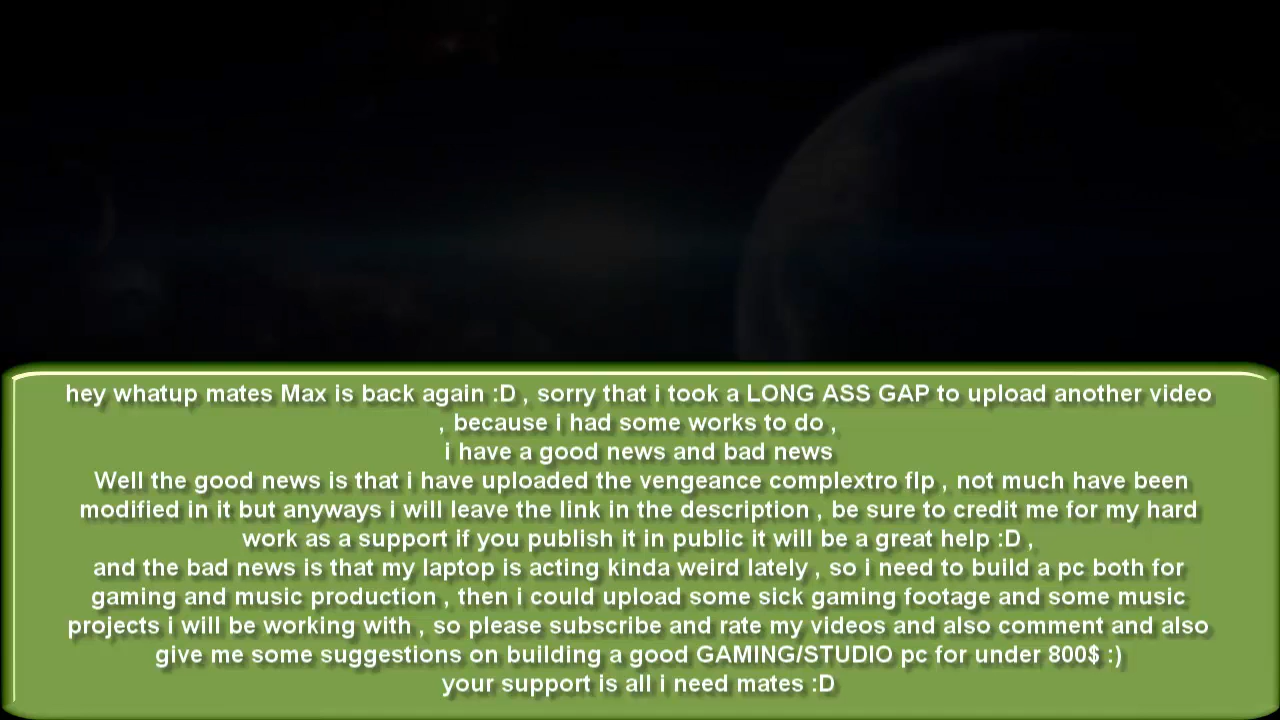 hey whatup mates Max is back again :D , sorry that i took a LONG ASS GAP to upload another video
, because i had some works to do ,
i have a good news and bad news
Well the good news is that i have uploaded the vengeance complextro flp , not much have been
modified in it but anyways i will leave the link in the description , be sure to credit me for my hard
work as a support if you publish it in public it will be a great help :D ,
and the bad news is that my laptop is acting kinda weird lately , so i need to build a pc both for
gaming and music production , then i could upload some sick gaming footage and some music
projects i will be working with , so please subscribe and rate my videos and also comment and also
give me some suggestions on building a good GAMING/STUDIO pc for under 800$ :)
your support is all i need mates :D